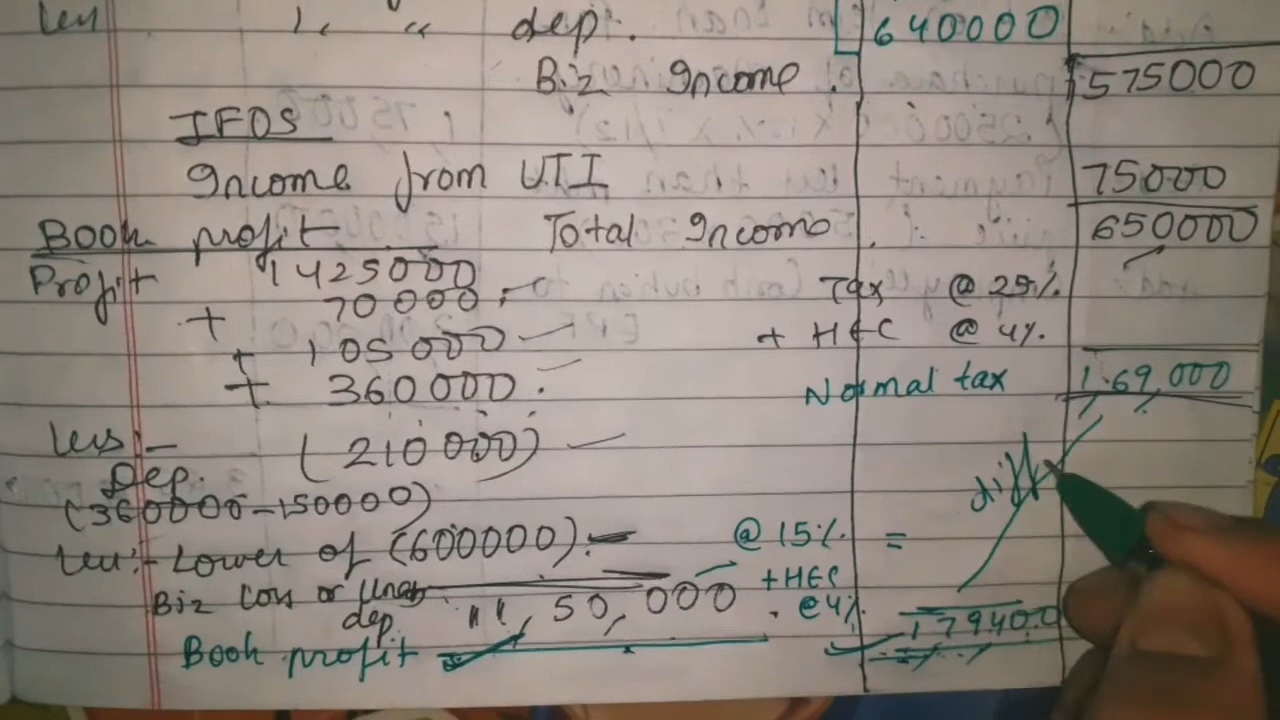 Less " " dep. 640000
Biz Income. 575000
IFOS
Income from UTI 75000
Book profit Total Income. 650000
Profit 1425000
+ 70000. Tax @ 25%.
+ 105000 + HEC @ 4%.
+ 360000. Normal tax 1,69,000
Less:- (210000)
Dep. diff
(360000-150000)
Less:- Lower of (600000). @ 15%. =
Biz Loss or Unab 11,50,000 +HEC
dep. @4%. 179400
Book profit